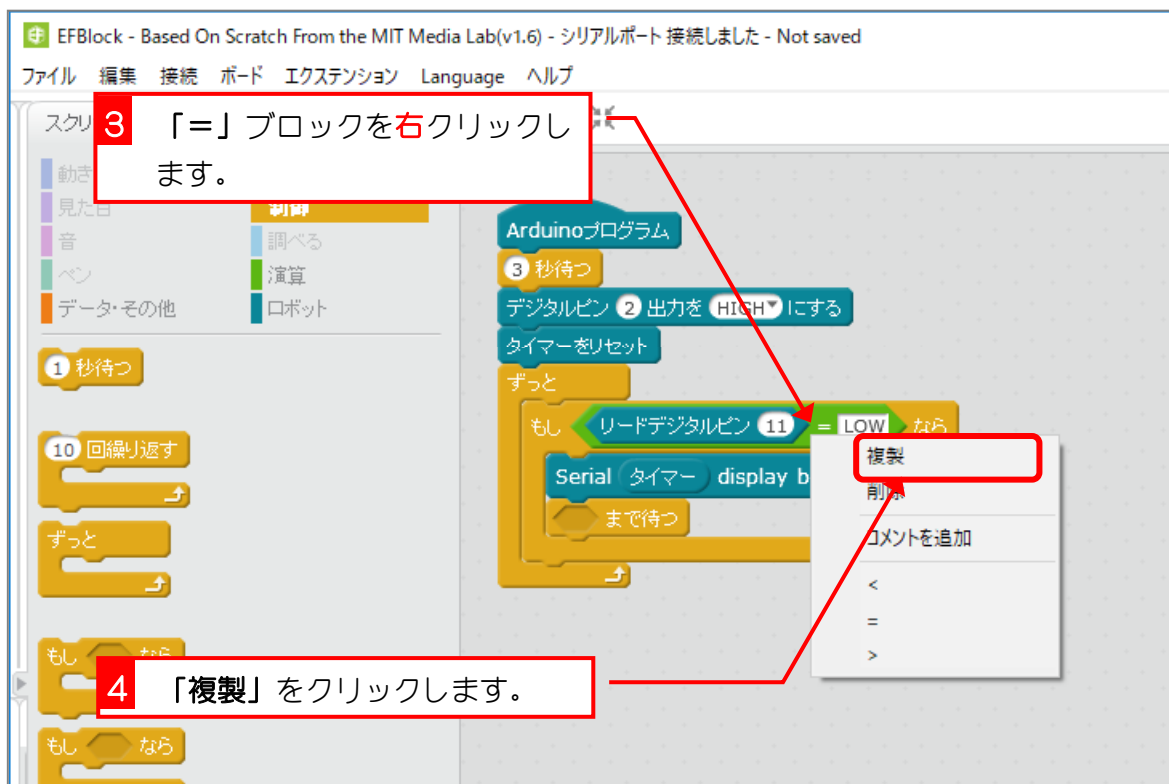 EFBlock - Based On Scratch From the MIT Media Lab(v1.6) - シリアルポート 接続しました - Not saved
ファイル 編集 接続 ボード エクステンション Language ヘルプ
スクリ
3 「＝」ブロックを右クリックし
ます。
動き
見た目 制御
音 調べる
ペン 演算
データ・その他 ロボット
1 秒待つ
10 回繰り返す
ずっと
もし なら
もし なら
Arduinoプログラム
3 秒待つ
デジタルピン 2 出力を HIGH にする
タイマーをリセット
ずっと
もし リードデジタルピン 11 = LOW なら
Serial タイマー display b
まで待つ
複製
削除
コメントを追加
<
=
>
4 「複製」をクリックします。